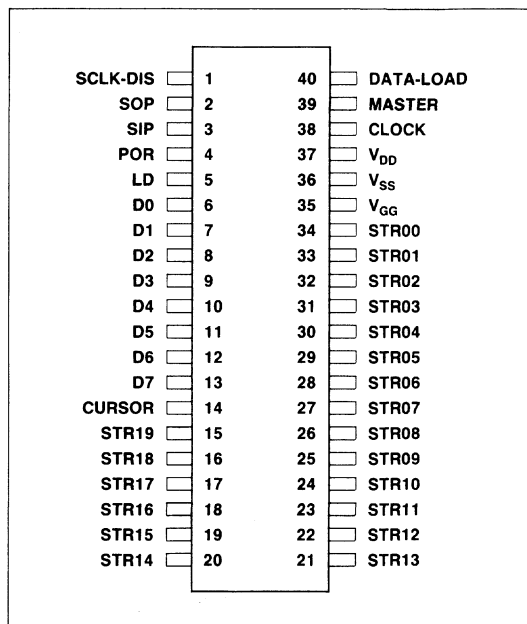 SCLK-DIS 1 40 DATA-LOAD
SOP 2 39 MASTER
SIP 3 38 CLOCK
POR 4 37 VDD
LD 5 36 VSS
D0 6 35 VGG
D1 7 34 STR00
D2 8 33 STR01
D3 9 32 STR02
D4 10 31 STR03
D5 11 30 STR04
D6 12 29 STR05
D7 13 28 STR06
CURSOR 14 27 STR07
STR19 15 26 STR08
STR18 16 25 STR09
STR17 17 24 STR10
STR16 18 23 STR11
STR15 19 22 STR12
STR14 20 21 STR13